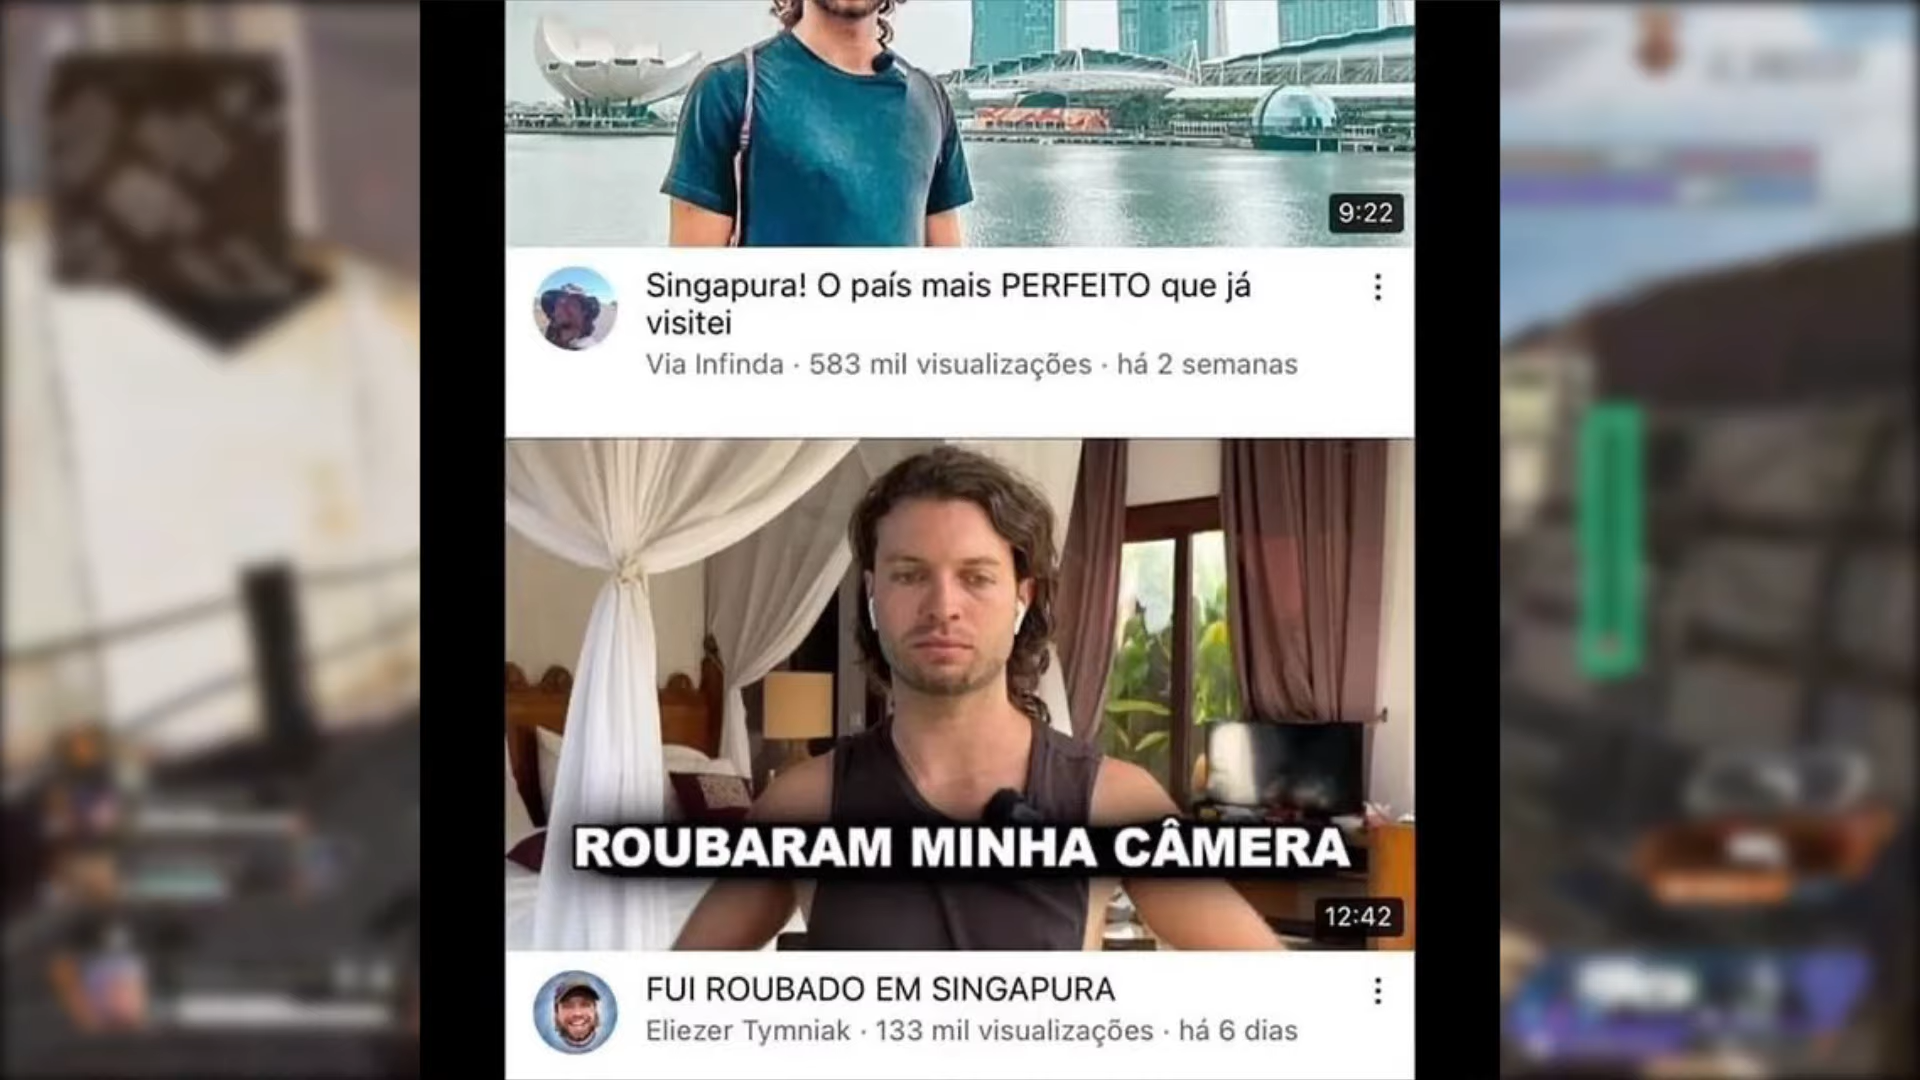 9:22
Singapura! O país mais PERFEITO que já
visitei
Via Infinda · 583 mil visualizações · há 2 semanas
ROUBARAM MINHA CÂMERA
12:42
FUI ROUBADO EM SINGAPURA
Eliezer Tymniak · 133 mil visualizações · há 6 dias